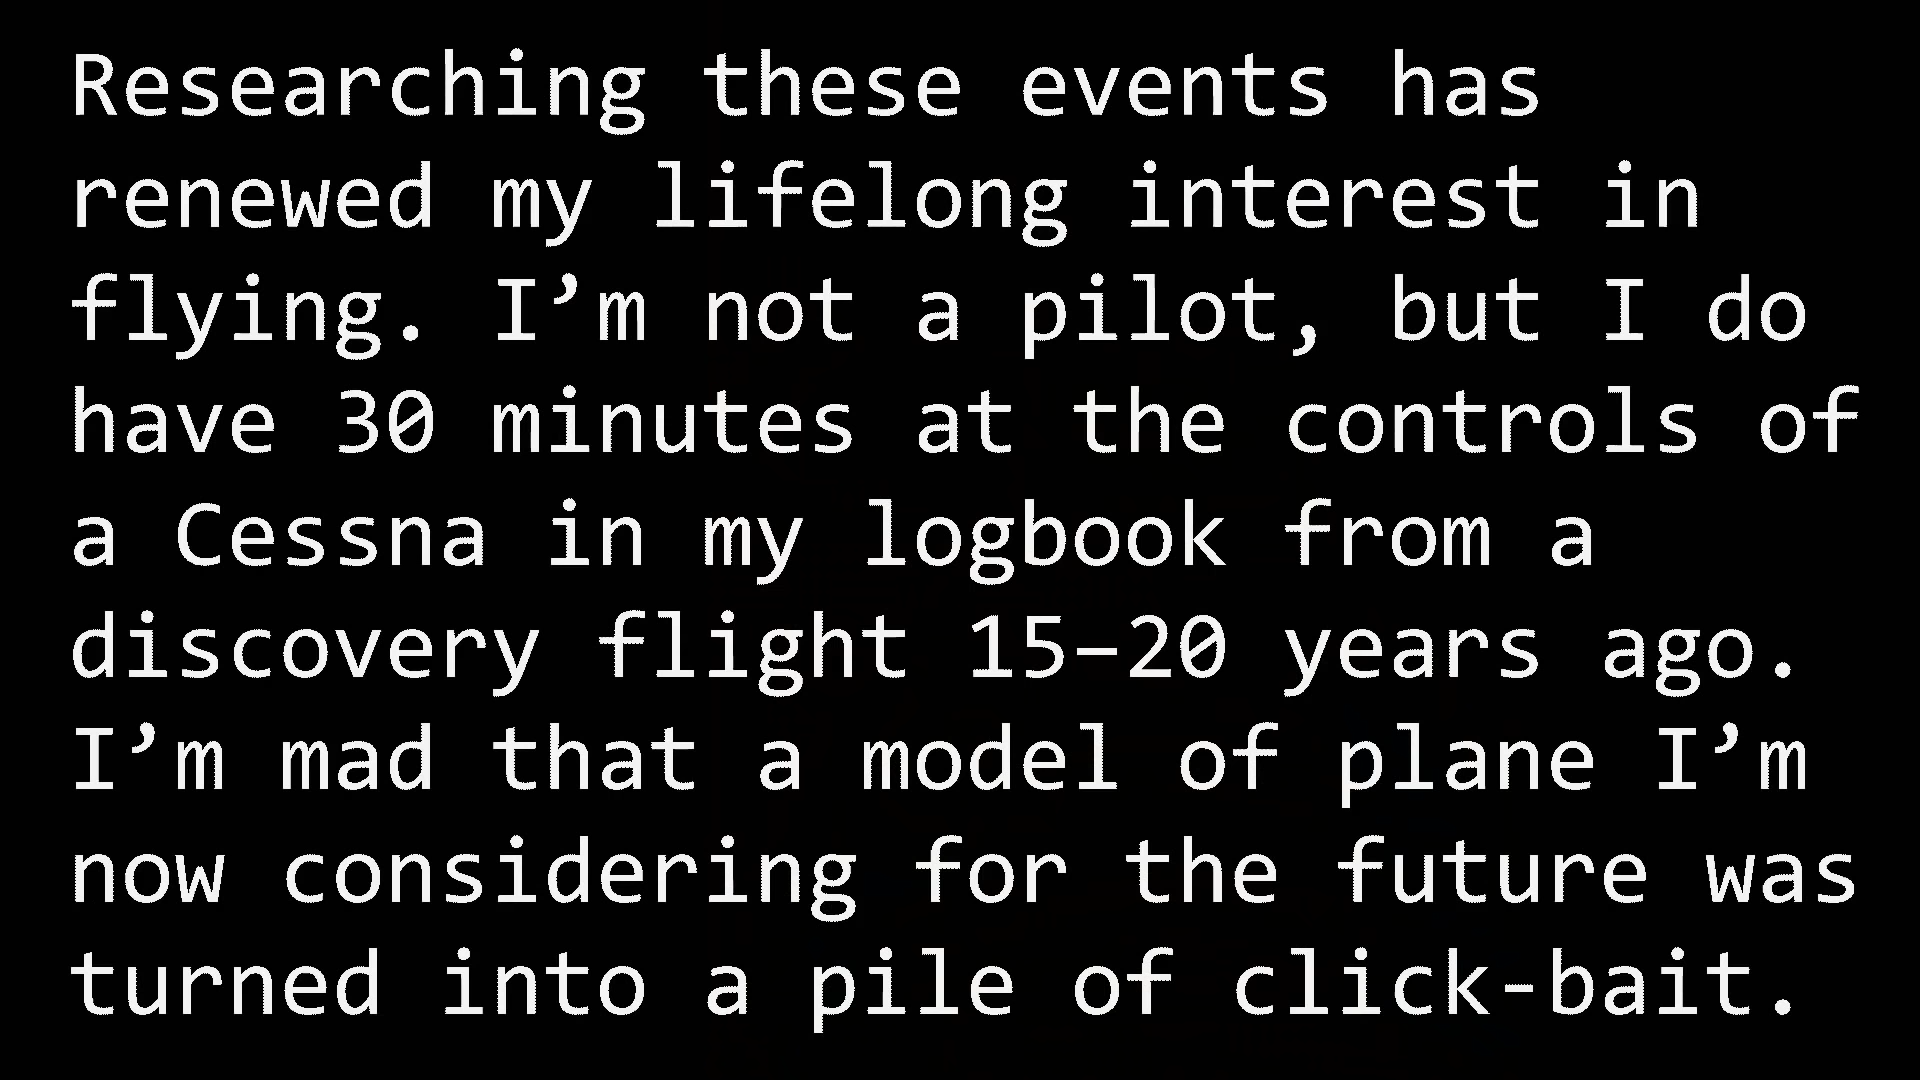 Researching these events has
renewed my lifelong interest in
flying. I’m not a pilot, but I do
have 30 minutes at the controls of
a Cessna in my logbook from a
discovery flight 15–20 years ago.
I’m mad that a model of plane I’m
now considering for the future was
turned into a pile of click-bait.